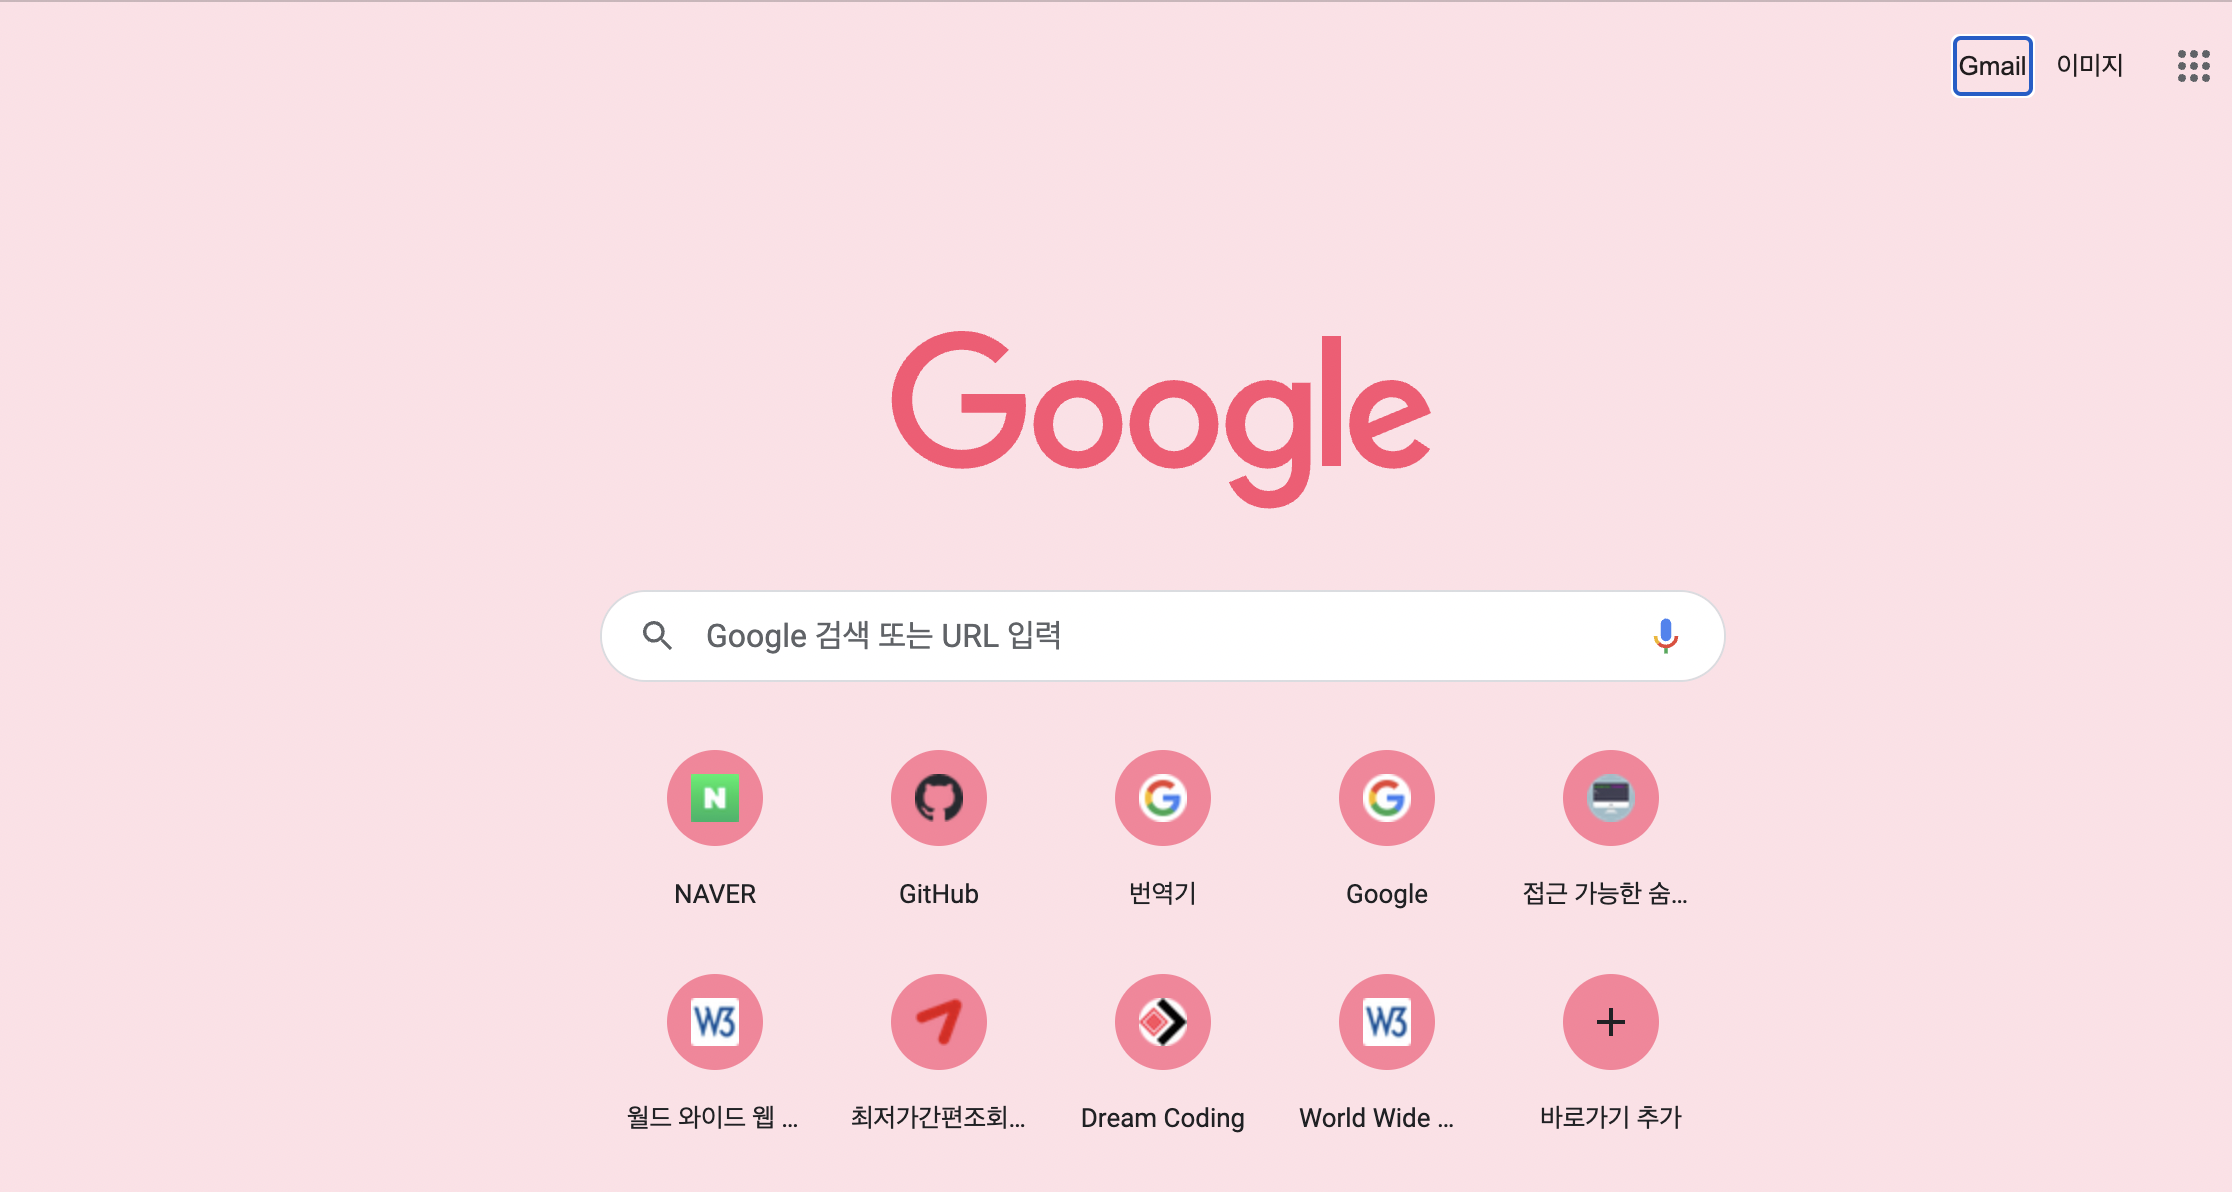 Gmail 이미지
Google
Google 검색 또는 URL 입력
N
NAVER GitHub 번역기 Google 접근 가능한 숨...
W3 W3
월드 와이드 웹 ... 최저가간편조회... Dream Coding World Wide ... 바로가기 추가